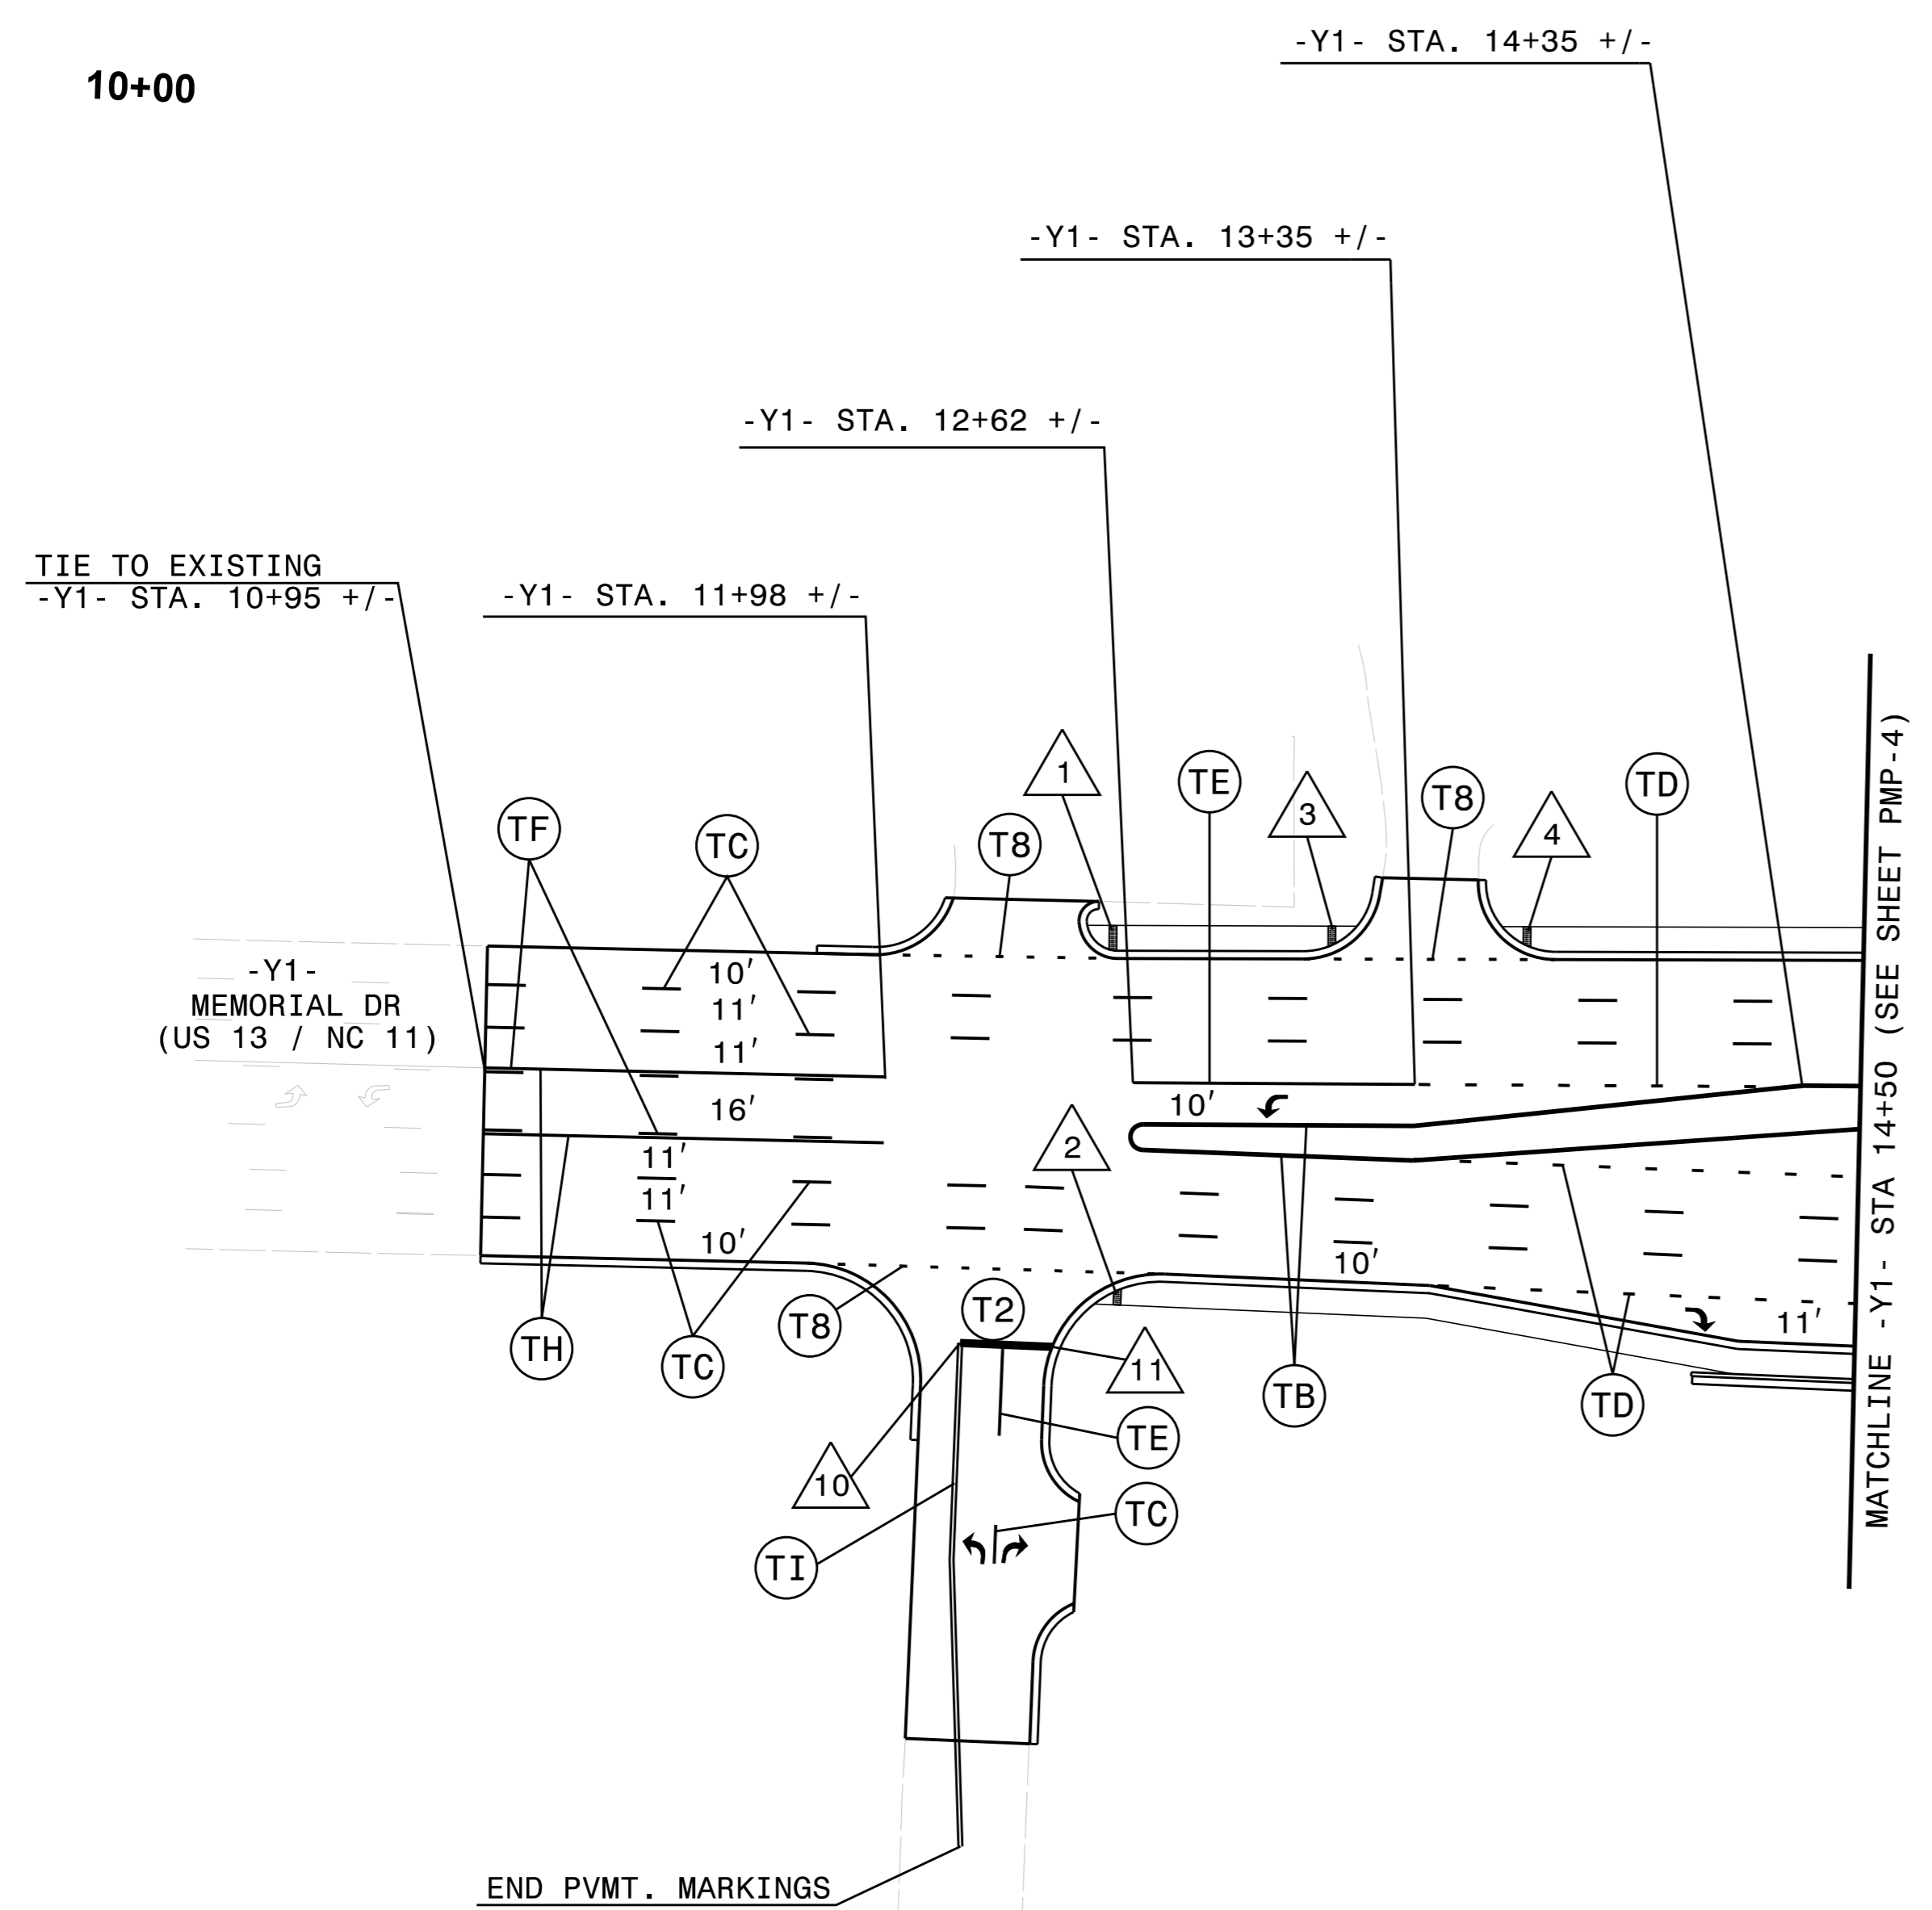 -Y1- STA. 14+35 +/-
10+00
-Y1- STA. 13+35 +/-
-Y1- STA. 12+62 +/-
TIE TO EXISTING
-Y1- STA. 10+95 +/-
-Y1- STA. 11+98 +/-
1
TE
3
T8
4
TD
TF
TC
T8
-Y1-
MEMORIAL DR
(US 13 / NC 11)
10'
11'
11'
16'
10'
2
11'
11'
10'
10'
11'
T8
T2
TH
TC
11
TB
TD
TE
10
TC
TI
END PVMT. MARKINGS
MATCHLINE -Y1- STA 14+50 (SEE SHEET PMP-4)